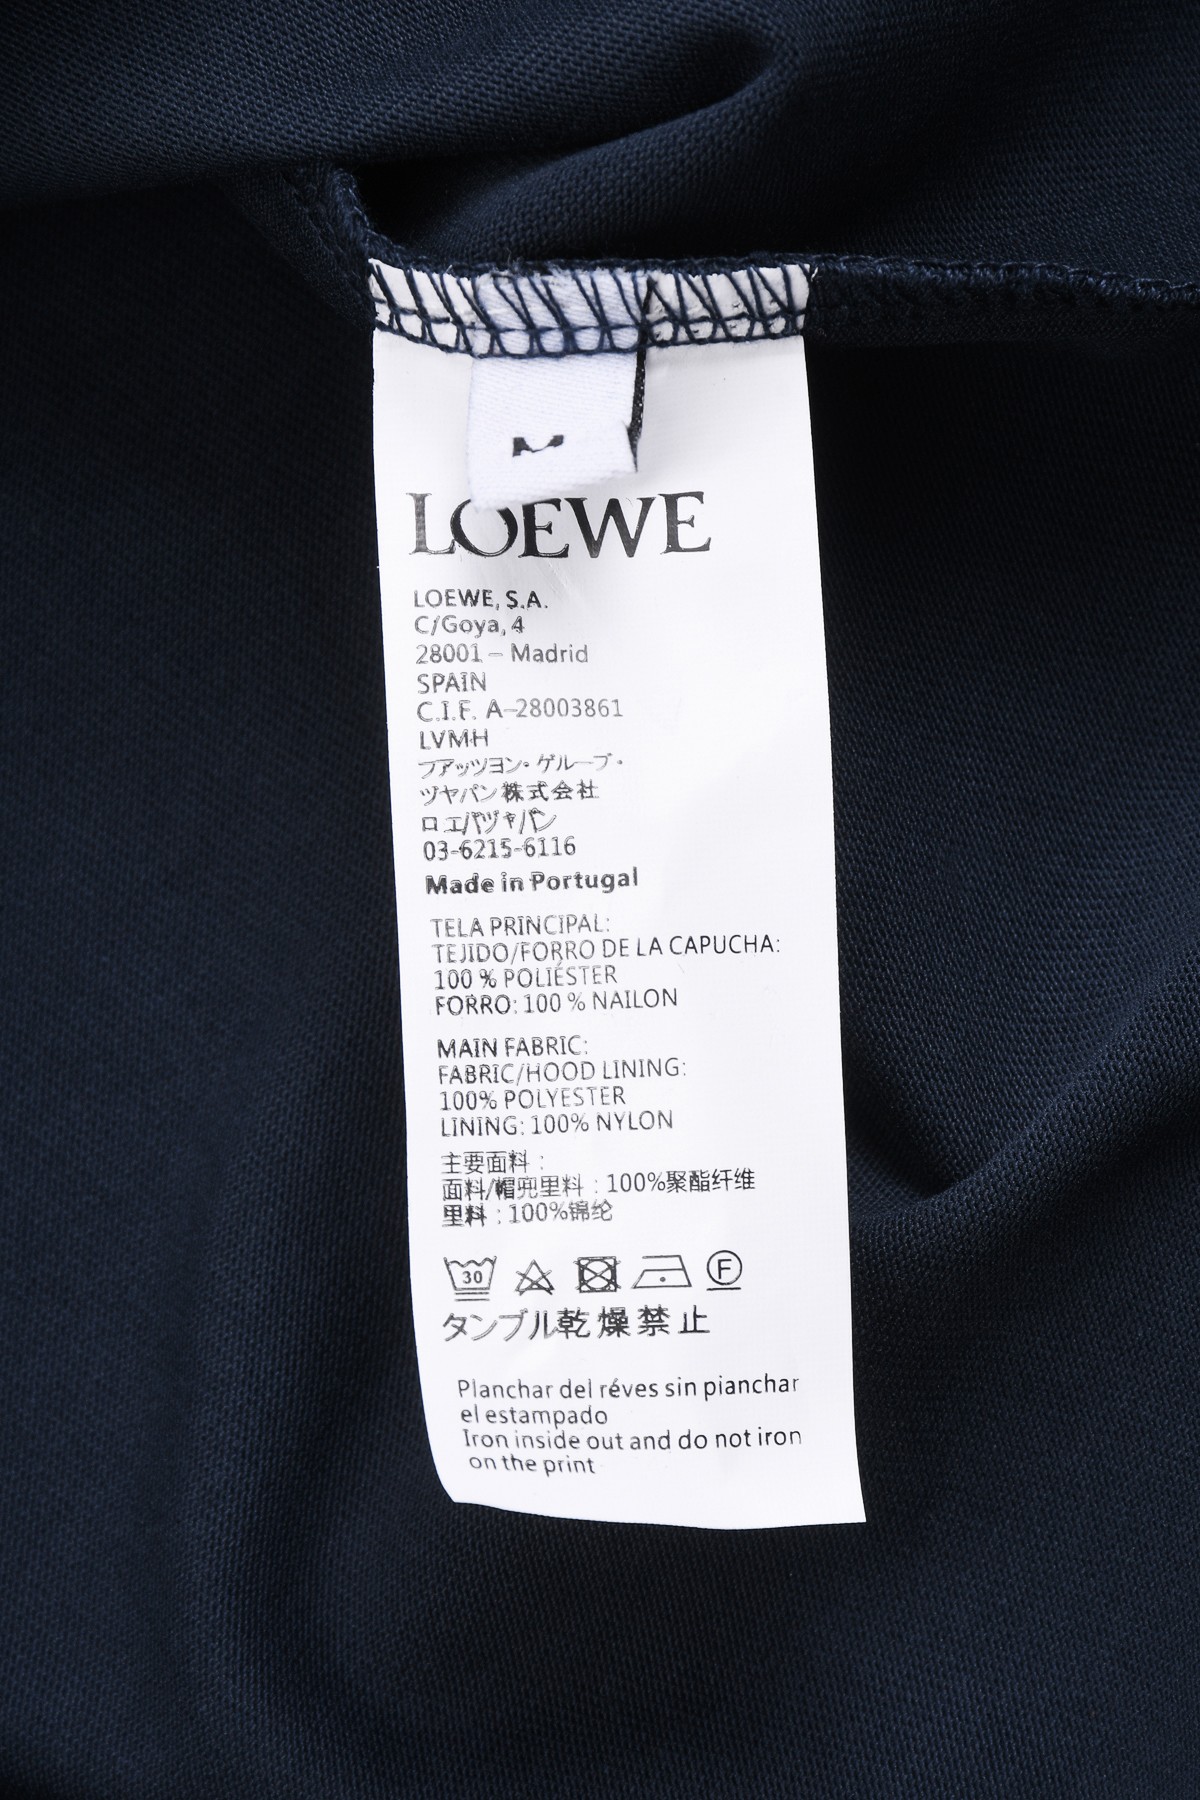 M
LOEWE
LOEWE, S.A.
C/Goya, 4
28001 – Madrid
SPAIN
C.I.F. A-28003861
LVMH
フアッツヨン・ゲループ・
ヅヤパン株式会社
ロエパヅャパン
03-6215-6116
Made in Portugal
TELA PRINCIPAL:
TEJIDO/FORRO DE LA CAPUCHA:
100 % POLIÉSTER
FORRO: 100 % NAILON
MAIN FABRIC:
FABRIC/HOOD LINING:
100% POLYESTER
LINING: 100% NYLON
主要面料:
面料/帽兜里料:100%聚酯纤维
里料:100%锦纶
30 F
タンブル乾燥禁止
Planchar del réves sin pianchar
el estampado
Iron inside out and do not iron
on the print